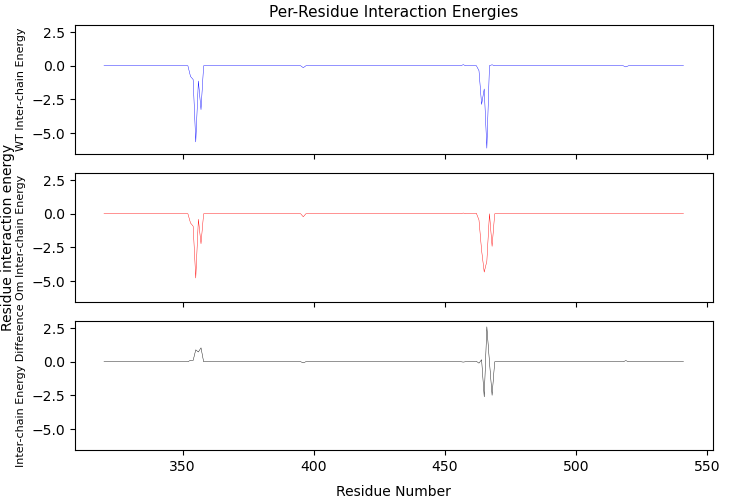 Per-Residue Interaction Energies
Residue interaction energy
WT Inter-chain Energy
2.5
0.0
−2.5
−5.0
Om Inter-chain Energy
2.5
0.0
−2.5
−5.0
Inter-chain Energy Difference
2.5
0.0
−2.5
−5.0
350
400
450
500
550
Residue Number